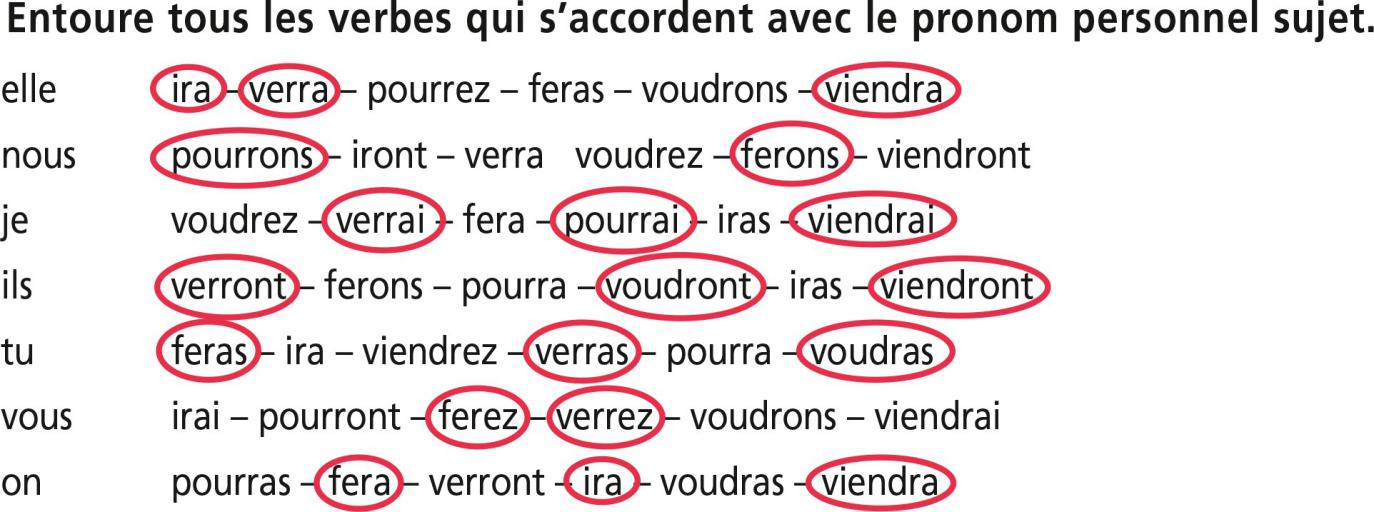 Entoure tous les verbes qui s’accordent avec le pronom personnel sujet.
elle ira – verra – pourrez – feras – voudrons – viendra
nous pourrons – iront – verra voudrez – ferons – viendront
je voudrez – verrai – fera – pourrai – iras – viendrai
ils verront – ferons – pourra – voudront – iras – viendront
tu feras – ira – viendrez – verras – pourra – voudras
vous irai – pourront – ferez – verrez – voudrons – viendrai
on pourras – fera – verront – ira – voudras – viendra